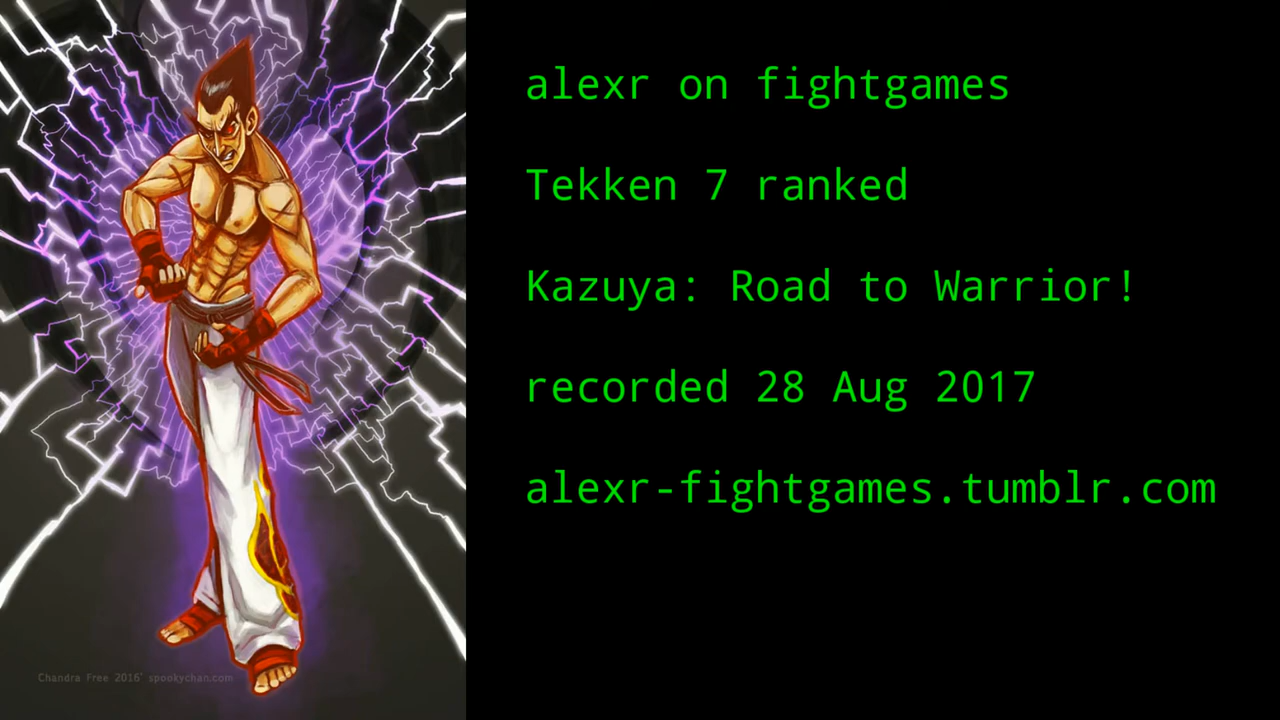 alexr on fightgames
Tekken 7 ranked
Kazuya: Road to Warrior!
recorded 28 Aug 2017
alexr-fightgames.tumblr.com
Chandra Free 2016' spookychan.com